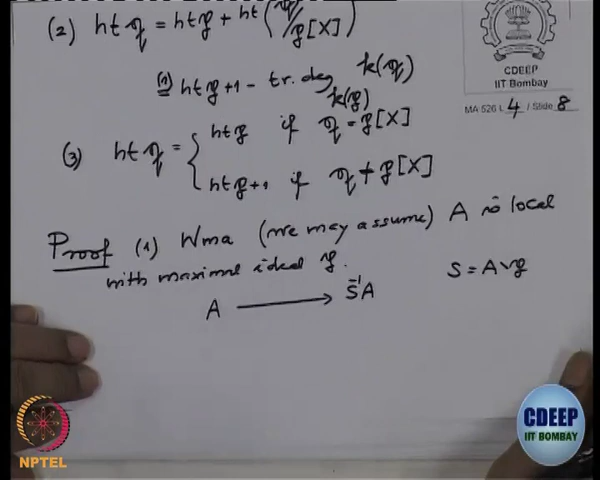 (2) ht 𝔮 = ht 𝔭 + ht (𝔮/𝔭[X])
(1) = ht 𝔭 + 1 - tr. deg_k(𝔭) k(𝔮)
(3) ht 𝔮 = { ht 𝔭 if 𝔮 = 𝔭[X]
ht 𝔭 + 1 if 𝔮 ≠ 𝔭[X]
Proof (1) Wma (we may assume) A is local
with maximal ideal 𝔭.
S = A \ 𝔭
A ⟶ S⁻¹A
CDEEP
IIT Bombay
MA 526 L 4 / Slide 8
NPTEL
CDEEP
IIT BOMBAY